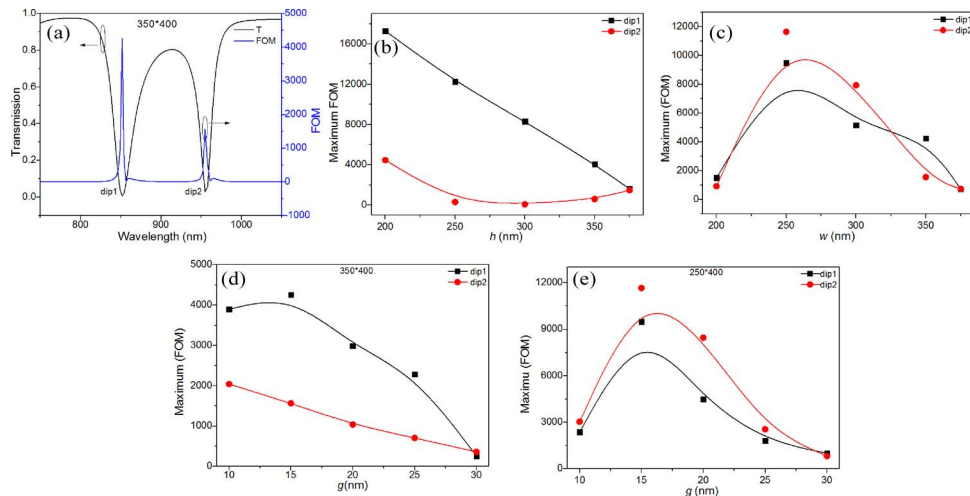 350*400
(a)
T
FOM
dip1
dip2
Transmission
1.0
0.8
0.6
0.4
0.2
0.0
5000
4000
3000
2000
1000
0
-1000
FOM
800
900
1000
Wavelength (nm)
(b)
dip1
dip2
Maximum FOM
16000
12000
8000
4000
0
200
250
300
350
h (nm)
(c)
dip1
dip2
Maximum (FOM)
12000
10000
8000
6000
4000
2000
0
200
250
300
350
w (nm)
(d)
350*400
dip1
dip2
Maximum (FOM)
5000
4000
3000
2000
1000
0
10
15
20
25
30
g(nm)
(e)
250*400
dip1
dip2
Maximu (FOM)
12000
9000
6000
3000
0
10
15
20
25
30
g (nm)